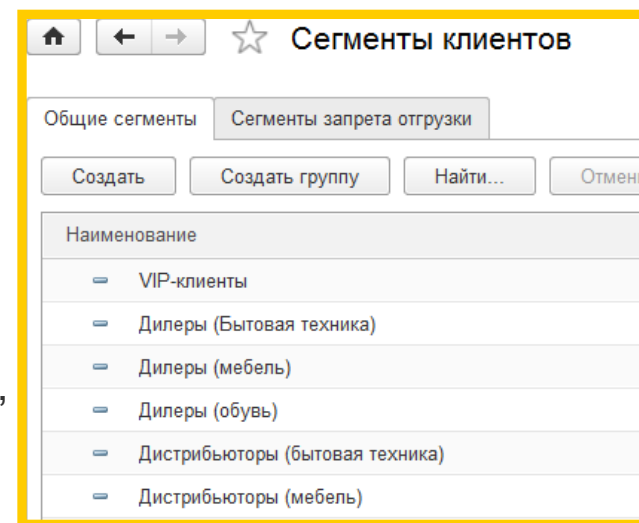 Сегменты клиентов
Общие сегменты Сегменты запрета отгрузки
Создать Создать группу Найти... Отмен
Наименование
VIP-клиенты
Дилеры (Бытовая техника)
Дилеры (мебель)
,
Дилеры (обувь)
Дистрибьюторы (бытовая техника)
Дистрибьюторы (мебель)